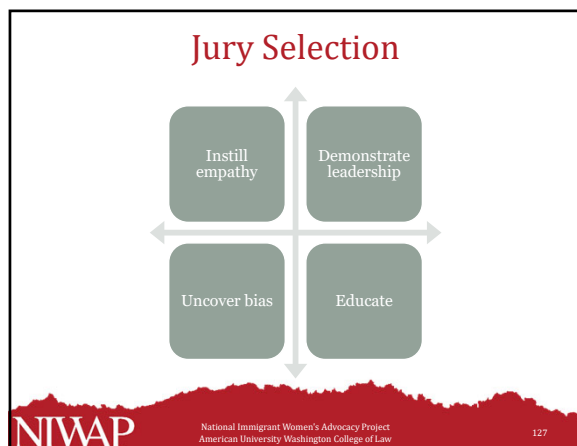 Jury Selection
Instill
empathy
Demonstrate
leadership
Uncover bias
Educate
NIWAP
National Immigrant Women's Advocacy Project
American University Washington College of Law
127